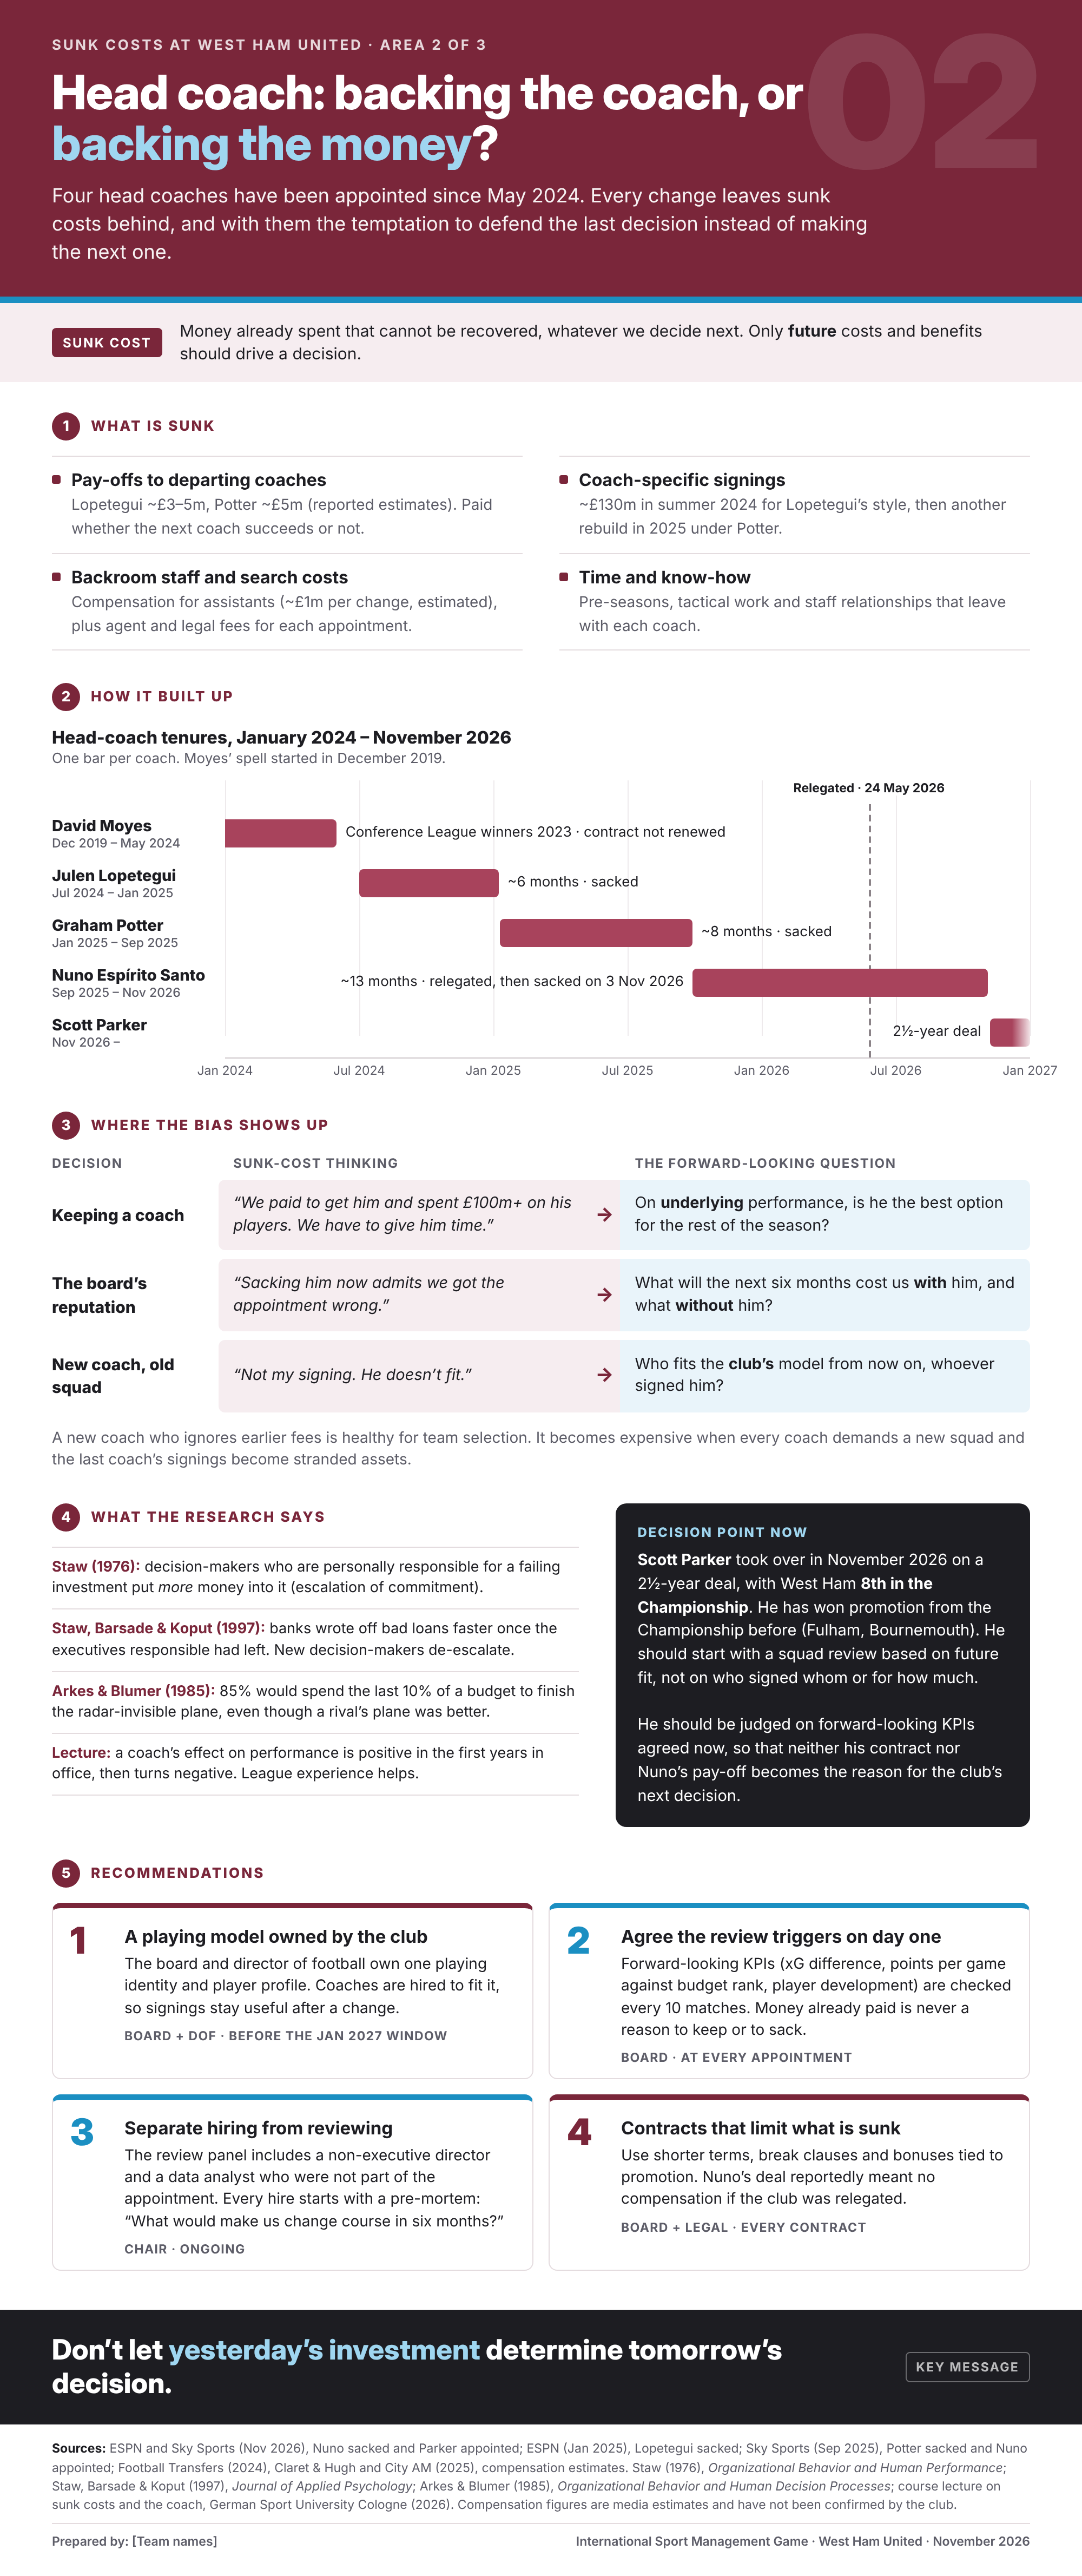 SUNK COSTS AT WEST HAM UNITED · AREA 2 OF 3
02
Head coach: backing the coach, or
backing the money?
Four head coaches have been appointed since May 2024. Every change leaves sunk
costs behind, and with them the temptation to defend the last decision instead of making
the next one.
SUNK COST
Money already spent that cannot be recovered, whatever we decide next. Only future costs and benefits
should drive a decision.
1 WHAT IS SUNK
Pay-offs to departing coaches
Lopetegui ~£3–5m, Potter ~£5m (reported estimates). Paid
whether the next coach succeeds or not.
Coach-specific signings
~£130m in summer 2024 for Lopetegui’s style, then another
rebuild in 2025 under Potter.
Backroom staff and search costs
Compensation for assistants (~£1m per change, estimated),
plus agent and legal fees for each appointment.
Time and know-how
Pre-seasons, tactical work and staff relationships that leave
with each coach.
2 HOW IT BUILT UP
Head-coach tenures, January 2024 – November 2026
One bar per coach. Moyes’ spell started in December 2019.
Relegated · 24 May 2026
David Moyes
Dec 2019 – May 2024
Conference League winners 2023 · contract not renewed
Julen Lopetegui
Jul 2024 – Jan 2025
~6 months · sacked
Graham Potter
Jan 2025 – Sep 2025
~8 months · sacked
Nuno Espírito Santo
Sep 2025 – Nov 2026
~13 months · relegated, then sacked on 3 Nov 2026
Scott Parker
Nov 2026 –
2½-year deal
Jan 2024 Jul 2024 Jan 2025 Jul 2025 Jan 2026 Jul 2026 Jan 2027
3 WHERE THE BIAS SHOWS UP
DECISION SUNK-COST THINKING THE FORWARD-LOOKING QUESTION
Keeping a coach
“We paid to get him and spent £100m+ on his
players. We have to give him time.”
→
On underlying performance, is he the best option
for the rest of the season?
The board’s
reputation
“Sacking him now admits we got the
appointment wrong.”
→
What will the next six months cost us with him, and
what without him?
New coach, old
squad
“Not my signing. He doesn’t fit.”
→
Who fits the club’s model from now on, whoever
signed him?
A new coach who ignores earlier fees is healthy for team selection. It becomes expensive when every coach demands a new squad and
the last coach’s signings become stranded assets.
4 WHAT THE RESEARCH SAYS
Staw (1976): decision-makers who are personally responsible for a failing
investment put more money into it (escalation of commitment).
Staw, Barsade & Koput (1997): banks wrote off bad loans faster once the
executives responsible had left. New decision-makers de-escalate.
Arkes & Blumer (1985): 85% would spend the last 10% of a budget to finish
the radar-invisible plane, even though a rival’s plane was better.
Lecture: a coach’s effect on performance is positive in the first years in
office, then turns negative. League experience helps.
DECISION POINT NOW
Scott Parker took over in November 2026 on a
2½-year deal, with West Ham 8th in the
Championship. He has won promotion from the
Championship before (Fulham, Bournemouth). He
should start with a squad review based on future
fit, not on who signed whom or for how much.
He should be judged on forward-looking KPIs
agreed now, so that neither his contract nor
Nuno’s pay-off becomes the reason for the club’s
next decision.
5 RECOMMENDATIONS
1
A playing model owned by the club
The board and director of football own one playing
identity and player profile. Coaches are hired to fit it,
so signings stay useful after a change.
BOARD + DOF · BEFORE THE JAN 2027 WINDOW
2
Agree the review triggers on day one
Forward-looking KPIs (xG difference, points per game
against budget rank, player development) are checked
every 10 matches. Money already paid is never a
reason to keep or to sack.
BOARD · AT EVERY APPOINTMENT
3
Separate hiring from reviewing
The review panel includes a non-executive director
and a data analyst who were not part of the
appointment. Every hire starts with a pre-mortem:
“What would make us change course in six months?”
CHAIR · ONGOING
4
Contracts that limit what is sunk
Use shorter terms, break clauses and bonuses tied to
promotion. Nuno’s deal reportedly meant no
compensation if the club was relegated.
BOARD + LEGAL · EVERY CONTRACT
Don’t let yesterday’s investment determine tomorrow’s
decision.
KEY MESSAGE
Sources: ESPN and Sky Sports (Nov 2026), Nuno sacked and Parker appointed; ESPN (Jan 2025), Lopetegui sacked; Sky Sports (Sep 2025), Potter sacked and Nuno
appointed; Football Transfers (2024), Claret & Hugh and City AM (2025), compensation estimates. Staw (1976), Organizational Behavior and Human Performance;
Staw, Barsade & Koput (1997), Journal of Applied Psychology; Arkes & Blumer (1985), Organizational Behavior and Human Decision Processes; course lecture on
sunk costs and the coach, German Sport University Cologne (2026). Compensation figures are media estimates and have not been confirmed by the club.
Prepared by: [Team names]
International Sport Management Game · West Ham United · November 2026